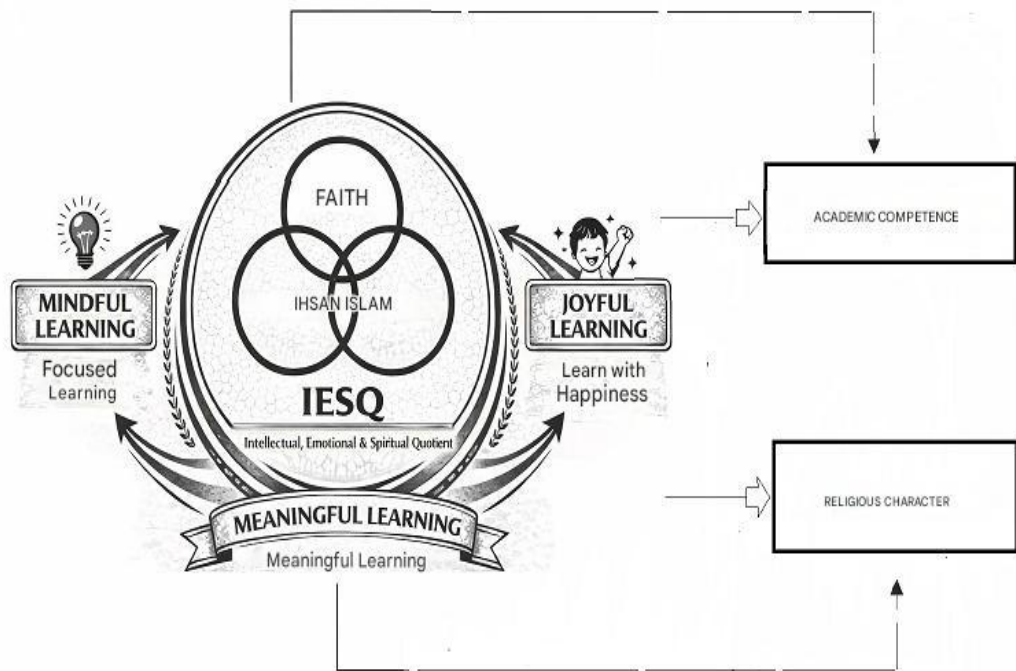 FAITH
IHSAN ISLAM
IESQ
Intellectual, Emotional & Spiritual Quotient
MINDFUL
LEARNING
Focused
Learning
JOYFUL
LEARNING
Learn with
Happiness
MEANINGFUL LEARNING
Meaningful Learning
ACADEMIC COMPETENCE
RELIGIOUS CHARACTER